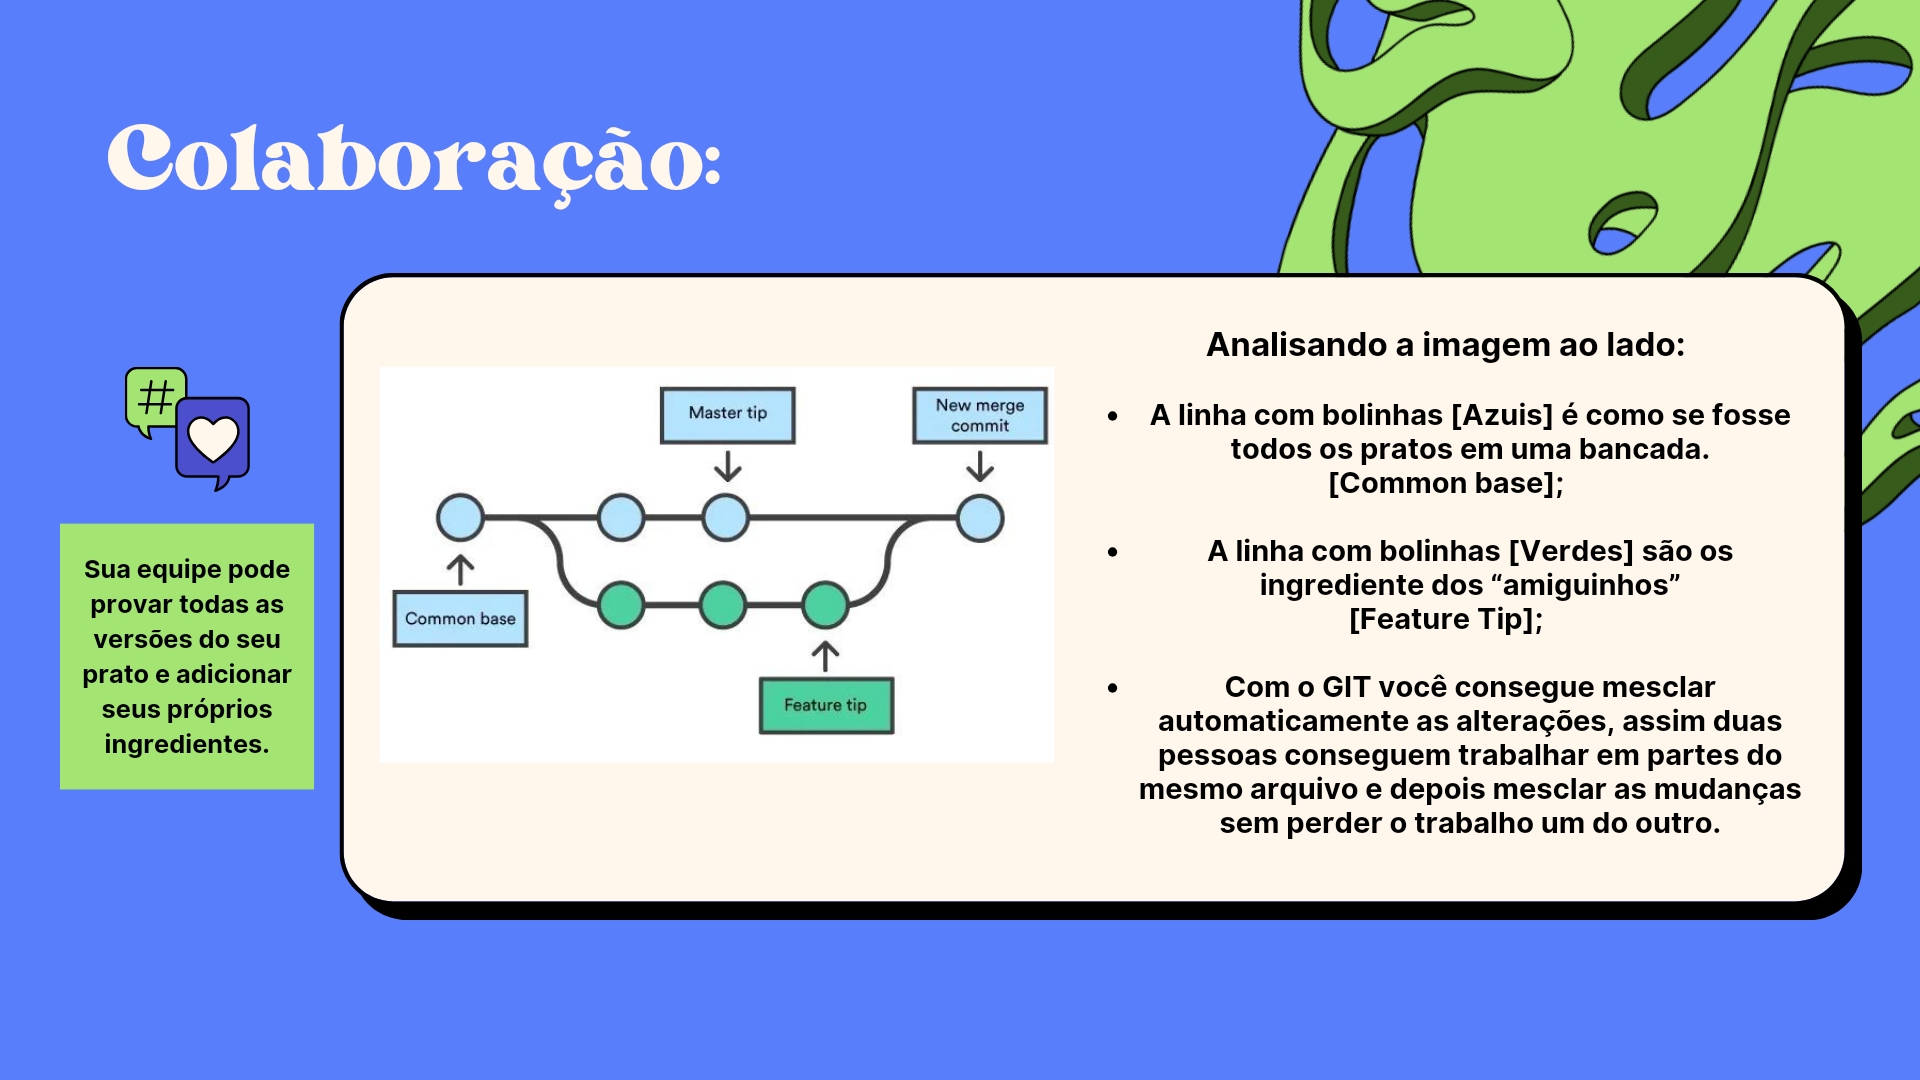 Colaboração:
#
Sua equipe pode
provar todas as
versões do seu
prato e adicionar
seus próprios
ingredientes.
Master tip
New merge
commit
Common base
Feature tip
Analisando a imagem ao lado:
• A linha com bolinhas [Azuis] é como se fosse
todos os pratos em uma bancada.
[Common base];
• A linha com bolinhas [Verdes] são os
ingrediente dos “amiguinhos”
[Feature Tip];
• Com o GIT você consegue mesclar
automaticamente as alterações, assim duas
pessoas conseguem trabalhar em partes do
mesmo arquivo e depois mesclar as mudanças
sem perder o trabalho um do outro.